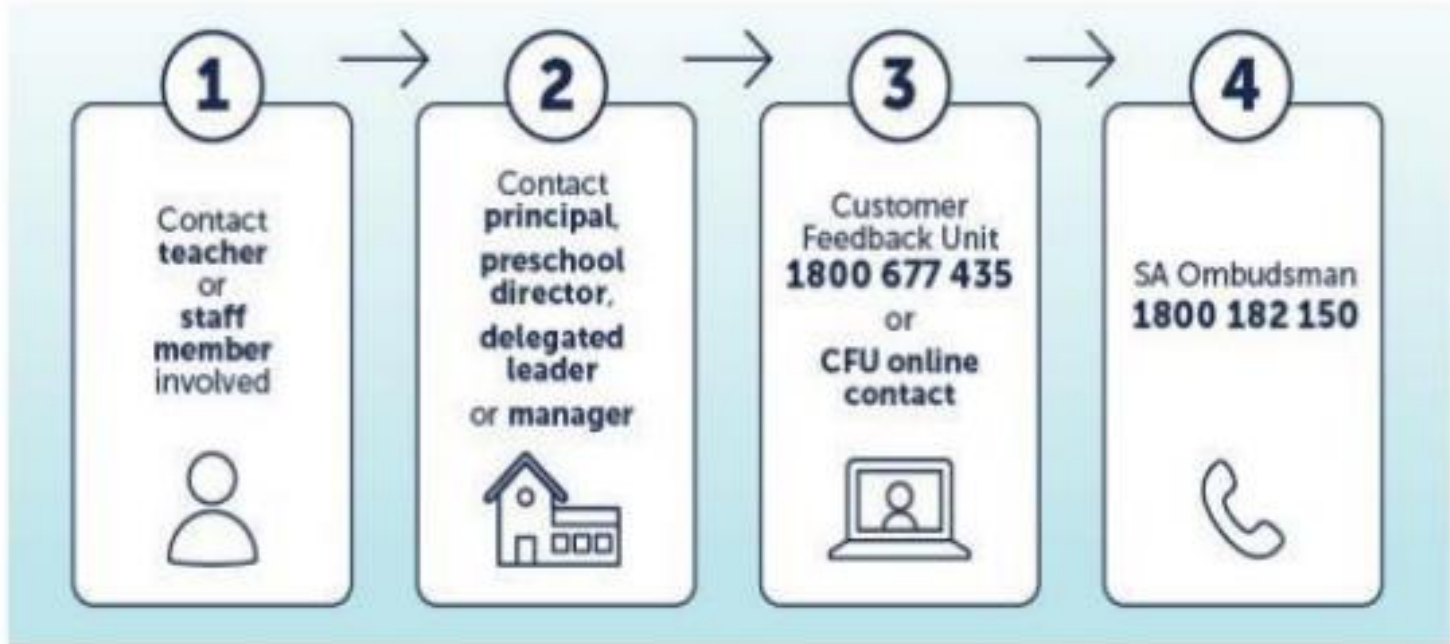 1
Contact
teacher
or
staff
member
involved
2
Contact
principal,
preschool
director,
delegated
leader
or manager
3
Customer
Feedback Unit
1800 677 435
or
CFU online
contact
4
SA Ombudsman
1800 182 150